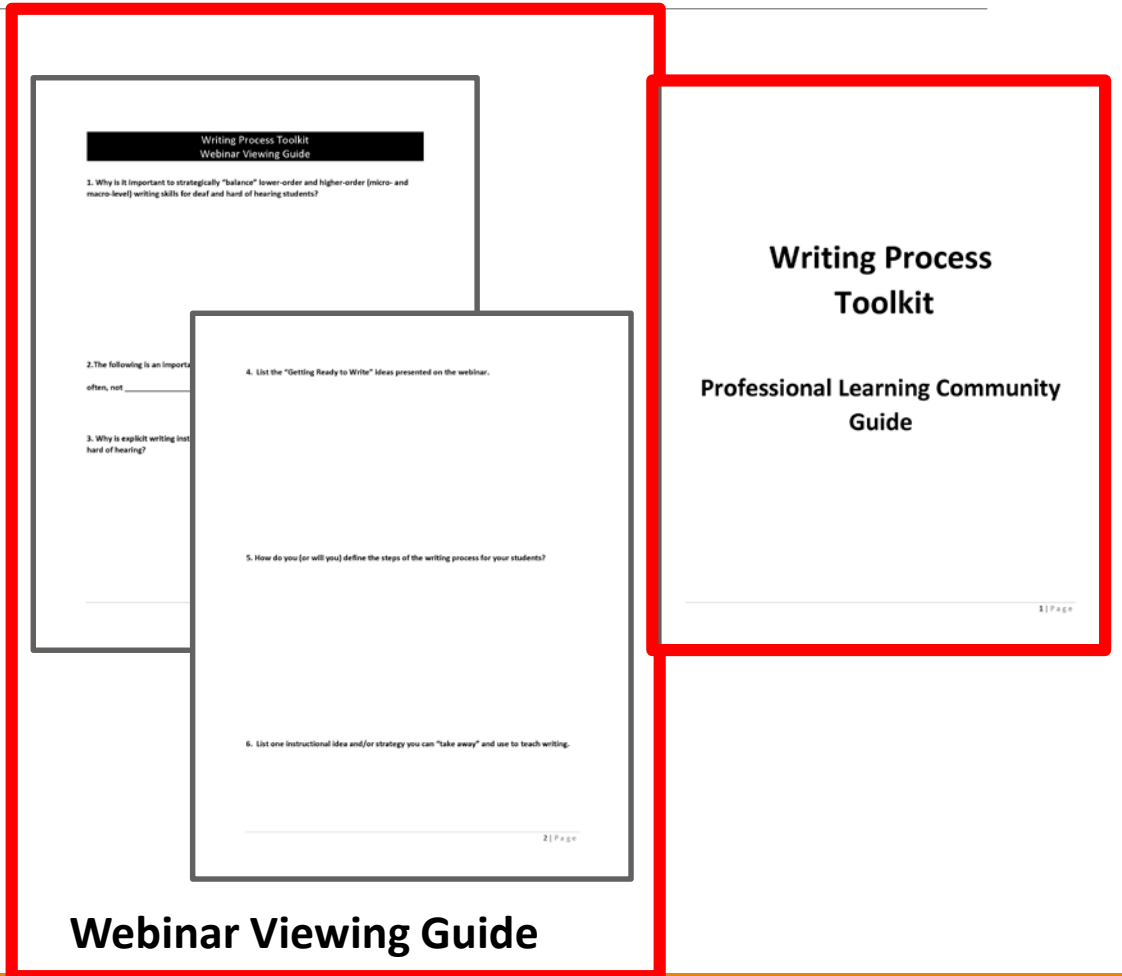 Writing Process Toolkit
Webinar Viewing Guide
1. Why is it important to strategically “balance” lower-order and higher-order (micro- and
macro-level) writing skills for deaf and hard of hearing students?
2.The following is an importa
often, not _______________
3. Why is explicit writing inst
hard of hearing?
4. List the “Getting Ready to Write” ideas presented on the webinar.
5. How do you (or will you) define the steps of the writing process for your students?
6. List one instructional idea and/or strategy you can “take away” and use to teach writing.
2 | Page
Webinar Viewing Guide
Writing Process
Toolkit
Professional Learning Community
Guide
1 | Page